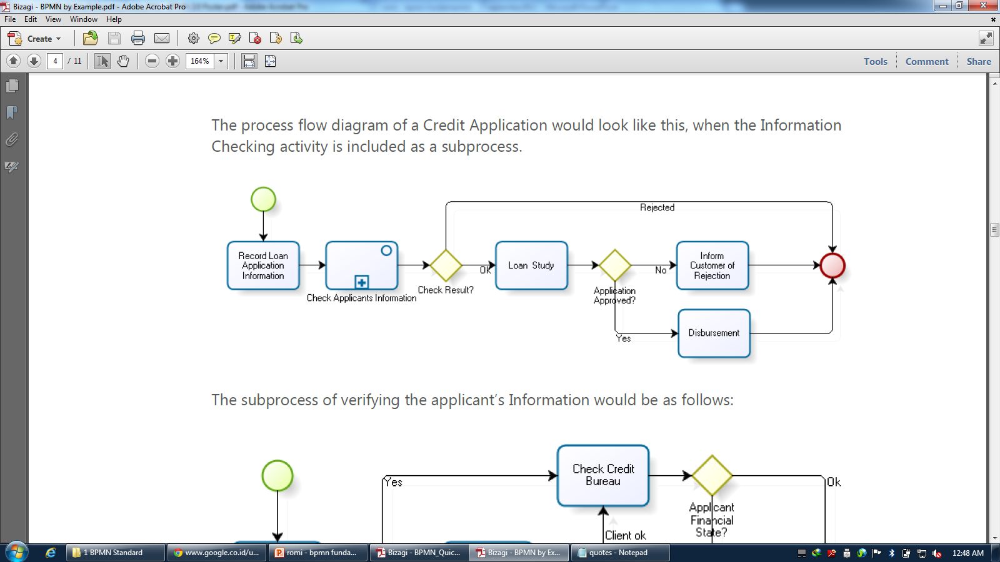 Bizagi - BPMN by Example.pdf - Adobe Acrobat Pro
File Edit View Window Help
Create
4 / 11
164%
Tools Comment Share
The process flow diagram of a Credit Application would look like this, when the Information
Checking activity is included as a subprocess.
Rejected
Record Loan
Application
Information
Check Applicants Information
Check Result?
Ok
Loan Study
Application
Approved?
No
Inform
Customer of
Rejection
Yes
Disbursement
The subprocess of verifying the applicant's Information would be as follows:
Yes
Check Credit
Bureau
Ok
Applicant
Financial
State?
Client ok
1 BPMN Standard
www.google.co.id/u...
romi - bpmn funda...
Bizagi - BPMN_Quic...
Bizagi - BPMN by Ex...
quotes - Notepad
12:48 AM